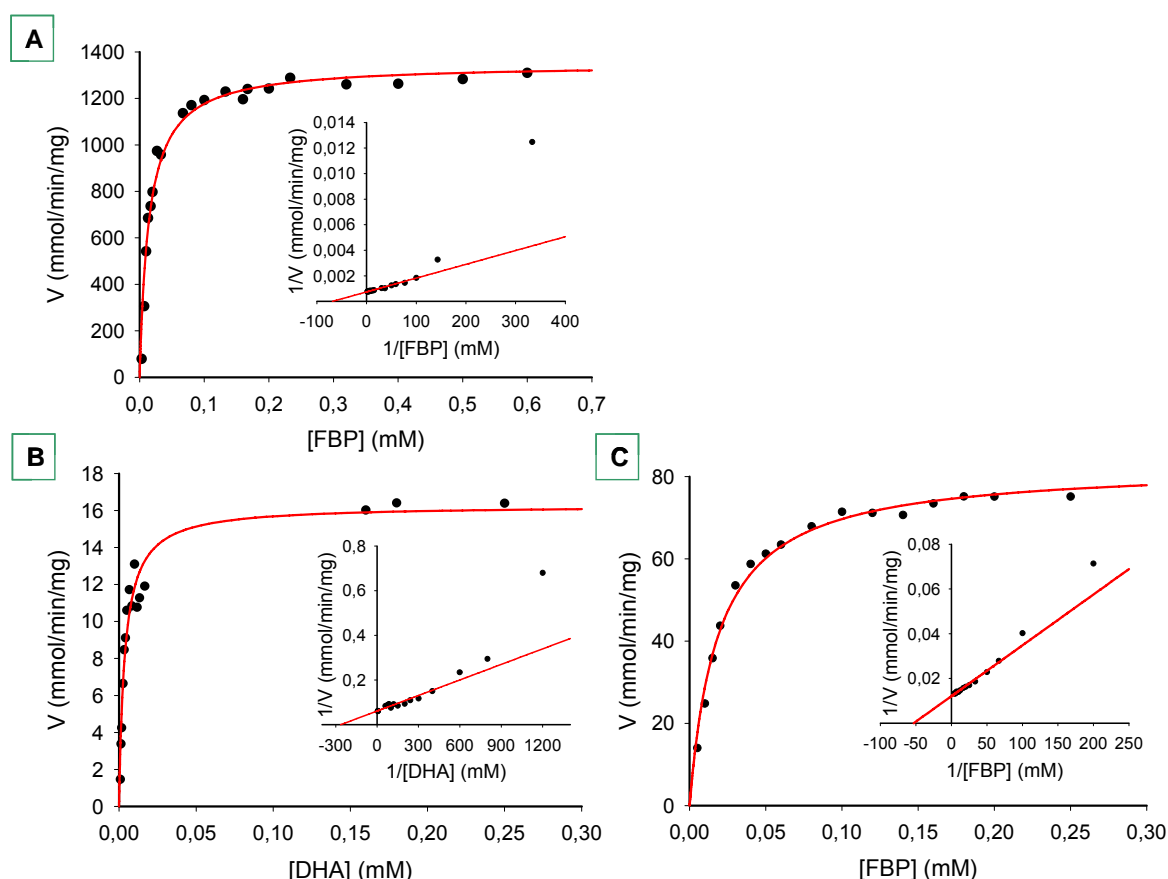 A
V (mmol/min/mg)
1400
1200
1000
800
600
400
200
0
0,0 0,1 0,2 0,3 0,4 0,5 0,6 0,7
[FBP] (mM)
1/V (mmol/min/mg)
0,014
0,012
0,010
0,008
0,006
0,004
0,002
-100 0 100 200 300 400
1/[FBP] (mM)
B
V (mmol/min/mg)
18
16
14
12
10
8
6
4
2
0
0,00 0,05 0,10 0,15 0,20 0,25 0,30
[DHA] (mM)
1/V (mmol/min/mg)
0,8
0,6
0,4
0,2
-300 0 300 600 900 1200
1/[DHA] (mM)
C
V (mmol/min/mg)
80
60
40
20
0
0,00 0,05 0,10 0,15 0,20 0,25 0,30
[FBP] (mM)
1/V (mmol/min/mg)
0,08
0,06
0,04
0,02
-100 -50 0 50 100 150 200 250
1/[FBP] (mM)